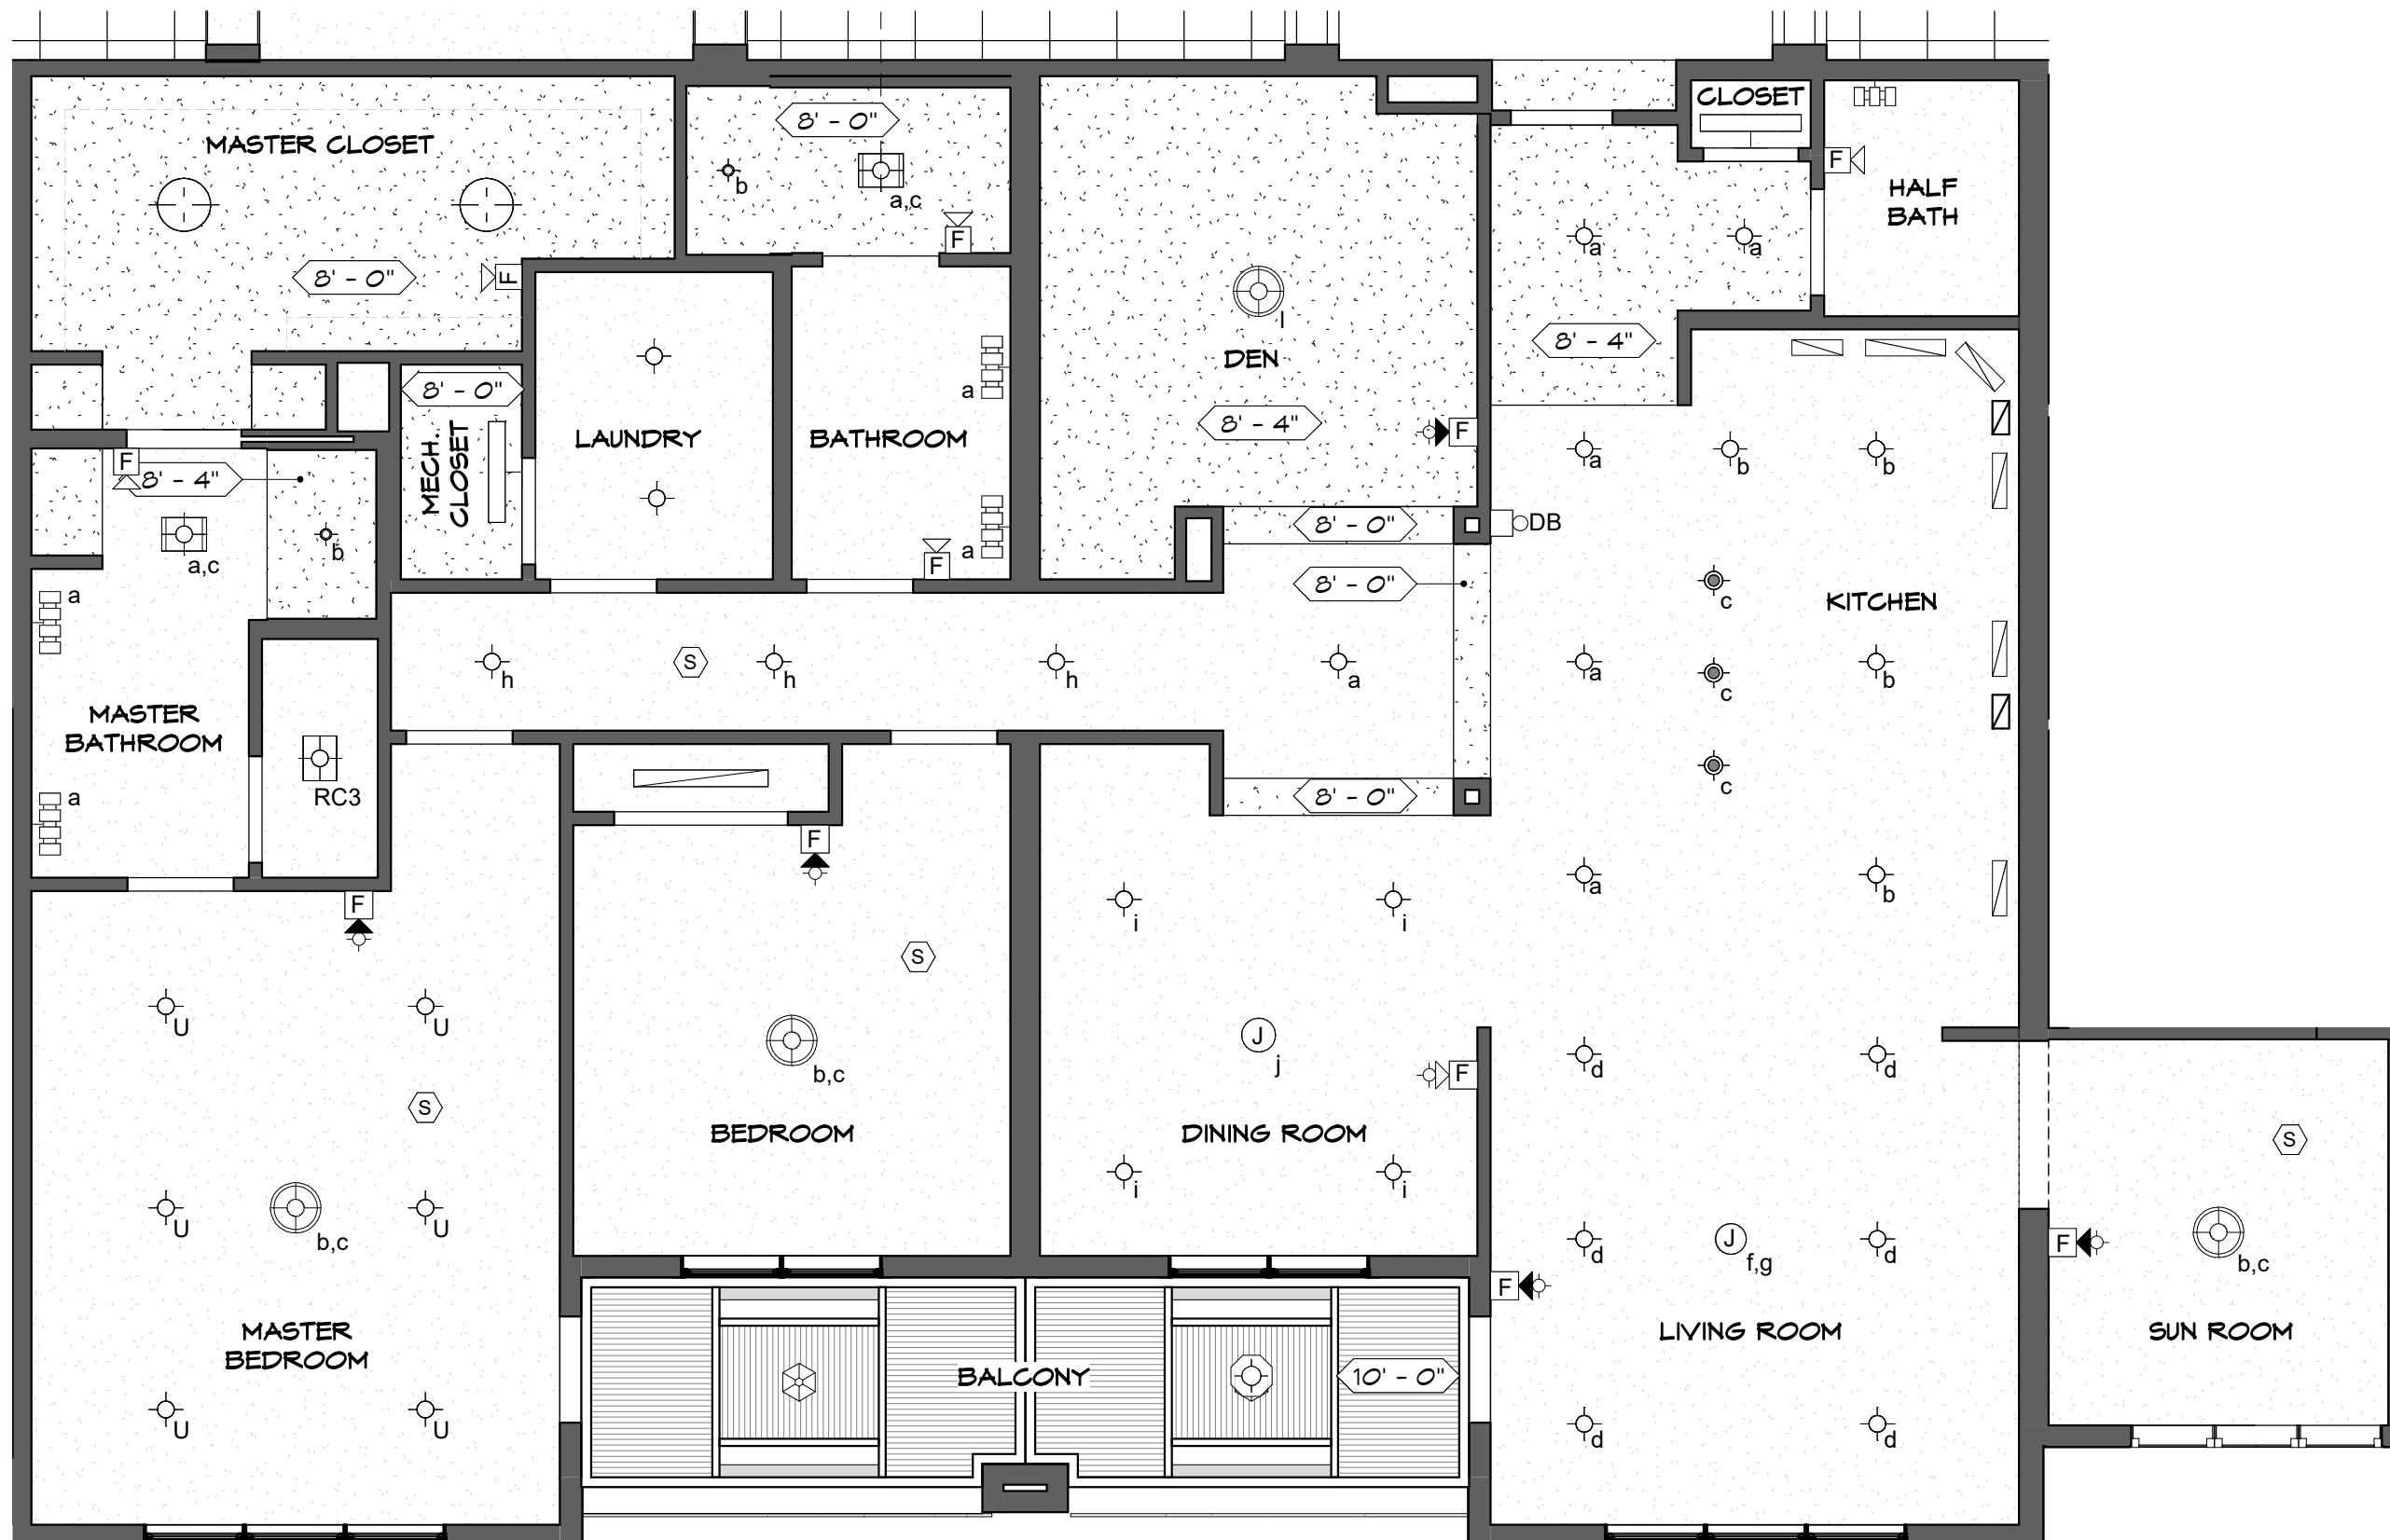 CLOSET
8' - 0"
MASTER CLOSET
F
HALF
BATH
b
a,c
F
a
a
8' - 0"
F
l
8' - 4"
DEN
8' - 0"
a
8' - 4"
F
LAUNDRY
BATHROOM
MECH.
CLOSET
a
b
b
F
8' - 4"
8' - 0"
DB
b
a
F
a,c
8' - 0"
a
c
KITCHEN
S
h
h
h
a
a
c
b
MASTER
BATHROOM
c
RC3
a
8' - 0"
F
a
b
F
i
i
S
U
U
J
j
d
d
b,c
F
S
BEDROOM
DINING ROOM
S
i
i
U
U
b,c
J
f,g
d
d
F
b,c
F
MASTER
BEDROOM
LIVING ROOM
SUN ROOM
BALCONY
10' - 0"
U
U
d
d